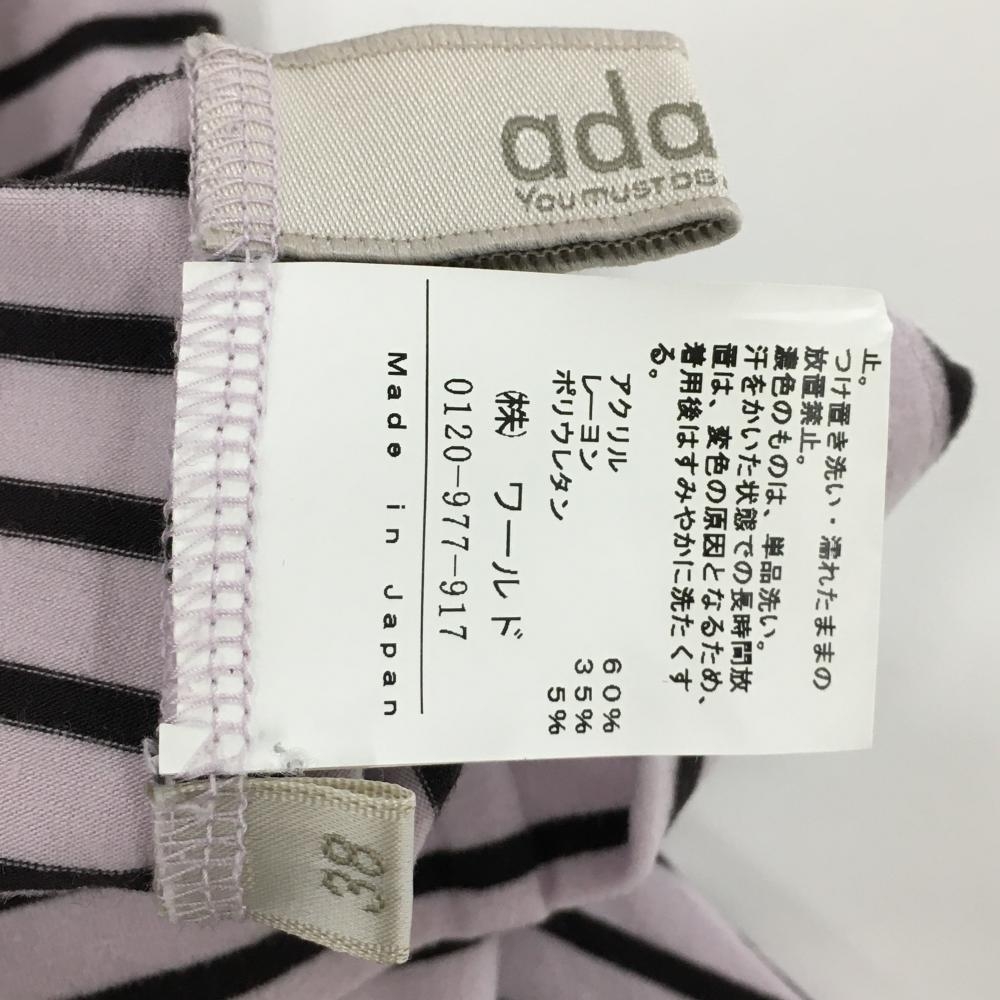 ada
YOU MUST OB
止。
つけ置き洗い・濡れたままの
放置禁止。
濃色のものは、単品洗い。
汗をかいた状態での長時間放
置は、変色の原因となるため、
着用後はすみやかに洗たくす
る。
アクリル 60%
レーヨン 35%
ポリウレタン 5%
㈱ ワールド
0120-977-917
Made in Japan
38